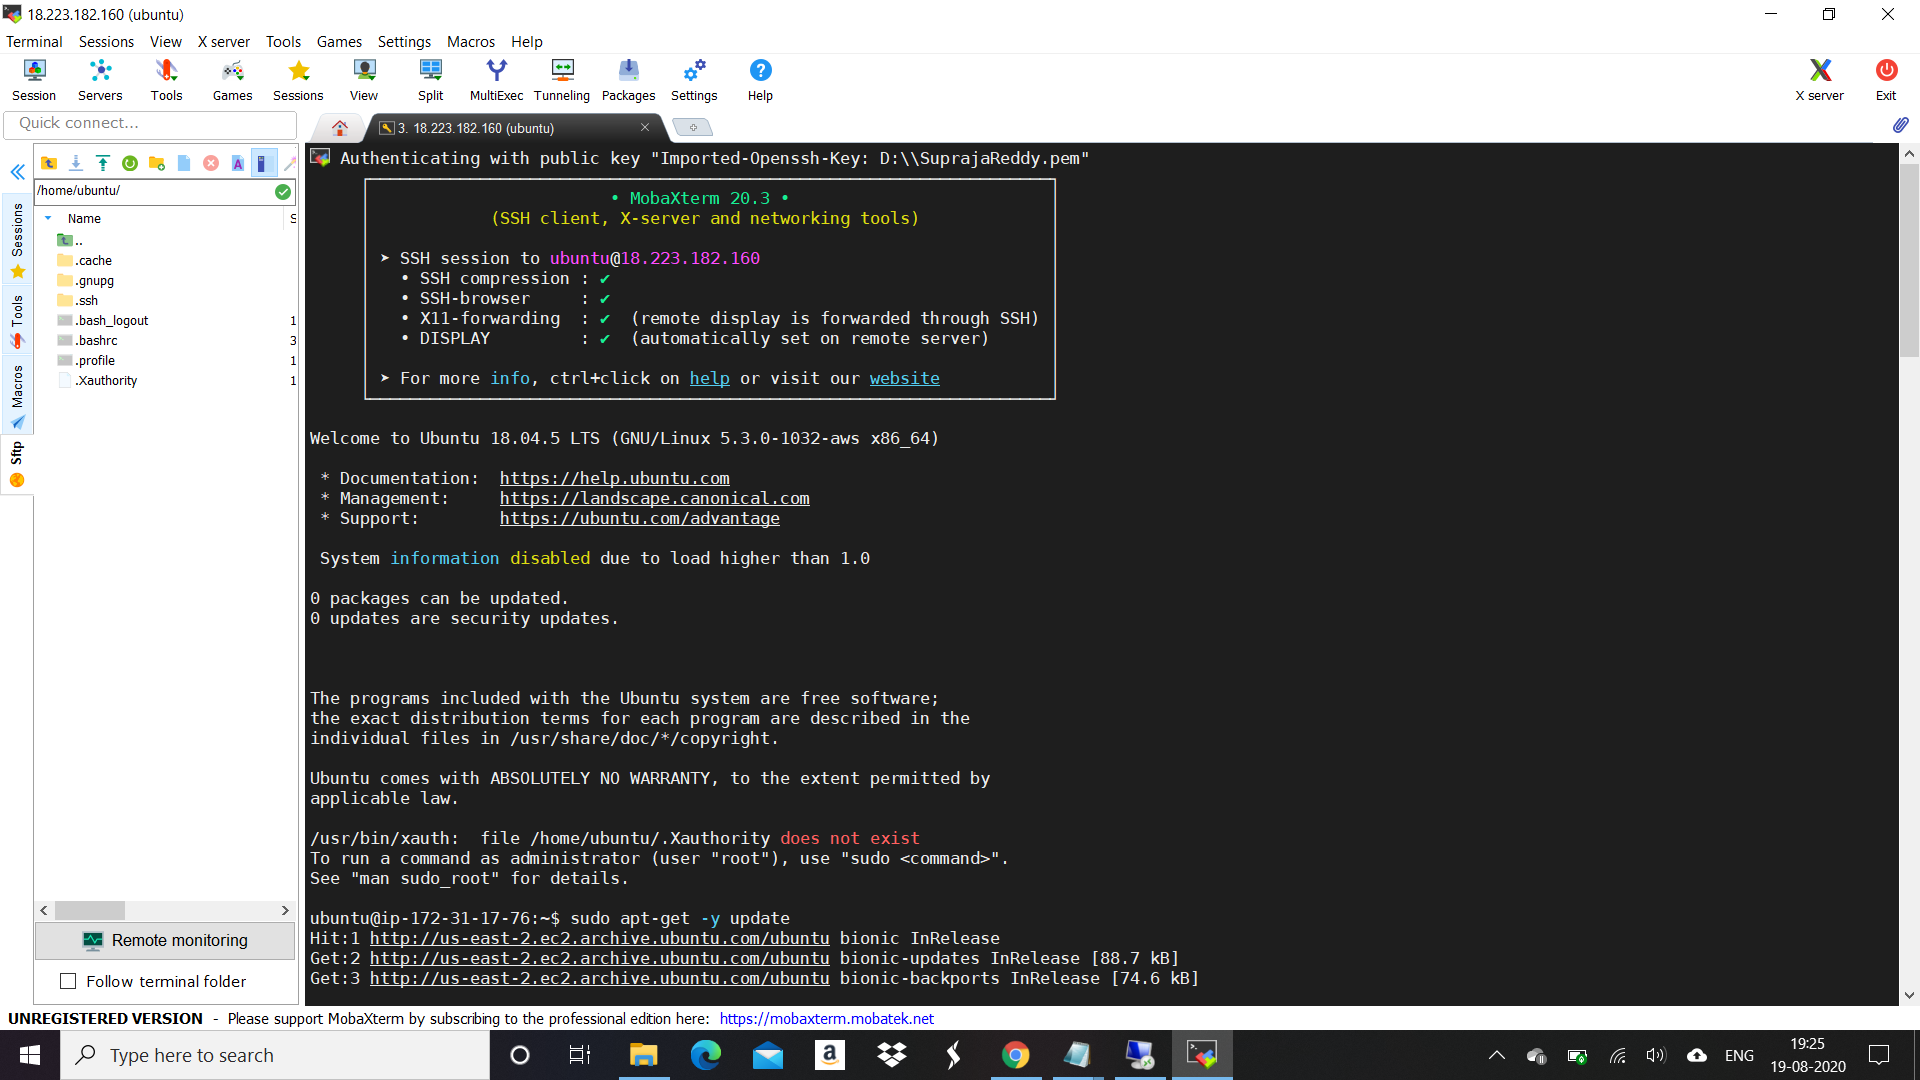 18.223.182.160 (ubuntu)
Terminal Sessions View X server Tools Games Settings Macros Help
Session Servers Tools Games Sessions View Split MultiExec Tunneling Packages Settings Help X server Exit
Quick connect...
3. 18.223.182.160 (ubuntu)
/home/ubuntu/
Name S
..
.cache
.gnupg
.ssh
.bash_logout 1
.bashrc 3
.profile 1
.Xauthority 1
Sessions
Tools
Macros
Sftp
Remote monitoring
Follow terminal folder
Authenticating with public key "Imported-Openssh-Key: D:\\SuprajaReddy.pem"
• MobaXterm 20.3 •
(SSH client, X-server and networking tools)
➤ SSH session to ubuntu@18.223.182.160
• SSH compression : ✔
• SSH-browser : ✔
• X11-forwarding : ✔ (remote display is forwarded through SSH)
• DISPLAY : ✔ (automatically set on remote server)
➤ For more info, ctrl+click on help or visit our website
Welcome to Ubuntu 18.04.5 LTS (GNU/Linux 5.3.0-1032-aws x86_64)
* Documentation: https://help.ubuntu.com
* Management: https://landscape.canonical.com
* Support: https://ubuntu.com/advantage
System information disabled due to load higher than 1.0
0 packages can be updated.
0 updates are security updates.
The programs included with the Ubuntu system are free software;
the exact distribution terms for each program are described in the
individual files in /usr/share/doc/*/copyright.
Ubuntu comes with ABSOLUTELY NO WARRANTY, to the extent permitted by
applicable law.
/usr/bin/xauth: file /home/ubuntu/.Xauthority does not exist
To run a command as administrator (user "root"), use "sudo <command>".
See "man sudo_root" for details.
ubuntu@ip-172-31-17-76:~$ sudo apt-get -y update
Hit:1 http://us-east-2.ec2.archive.ubuntu.com/ubuntu bionic InRelease
Get:2 http://us-east-2.ec2.archive.ubuntu.com/ubuntu bionic-updates InRelease [88.7 kB]
Get:3 http://us-east-2.ec2.archive.ubuntu.com/ubuntu bionic-backports InRelease [74.6 kB]
UNREGISTERED VERSION - Please support MobaXterm by subscribing to the professional edition here: https://mobaxterm.mobatek.net
Type here to search
ENG
19:25
19-08-2020